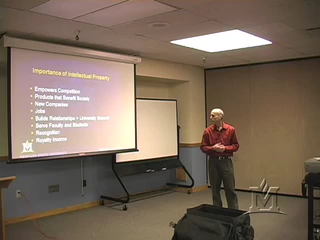 Importance of Intellectual Property
• Empowers Competition
• Products that Benefit Society
• New Companies
• Jobs
• Builds Relationships - University
• Serve Faculty and Students
• Recognition
• Royalty Income